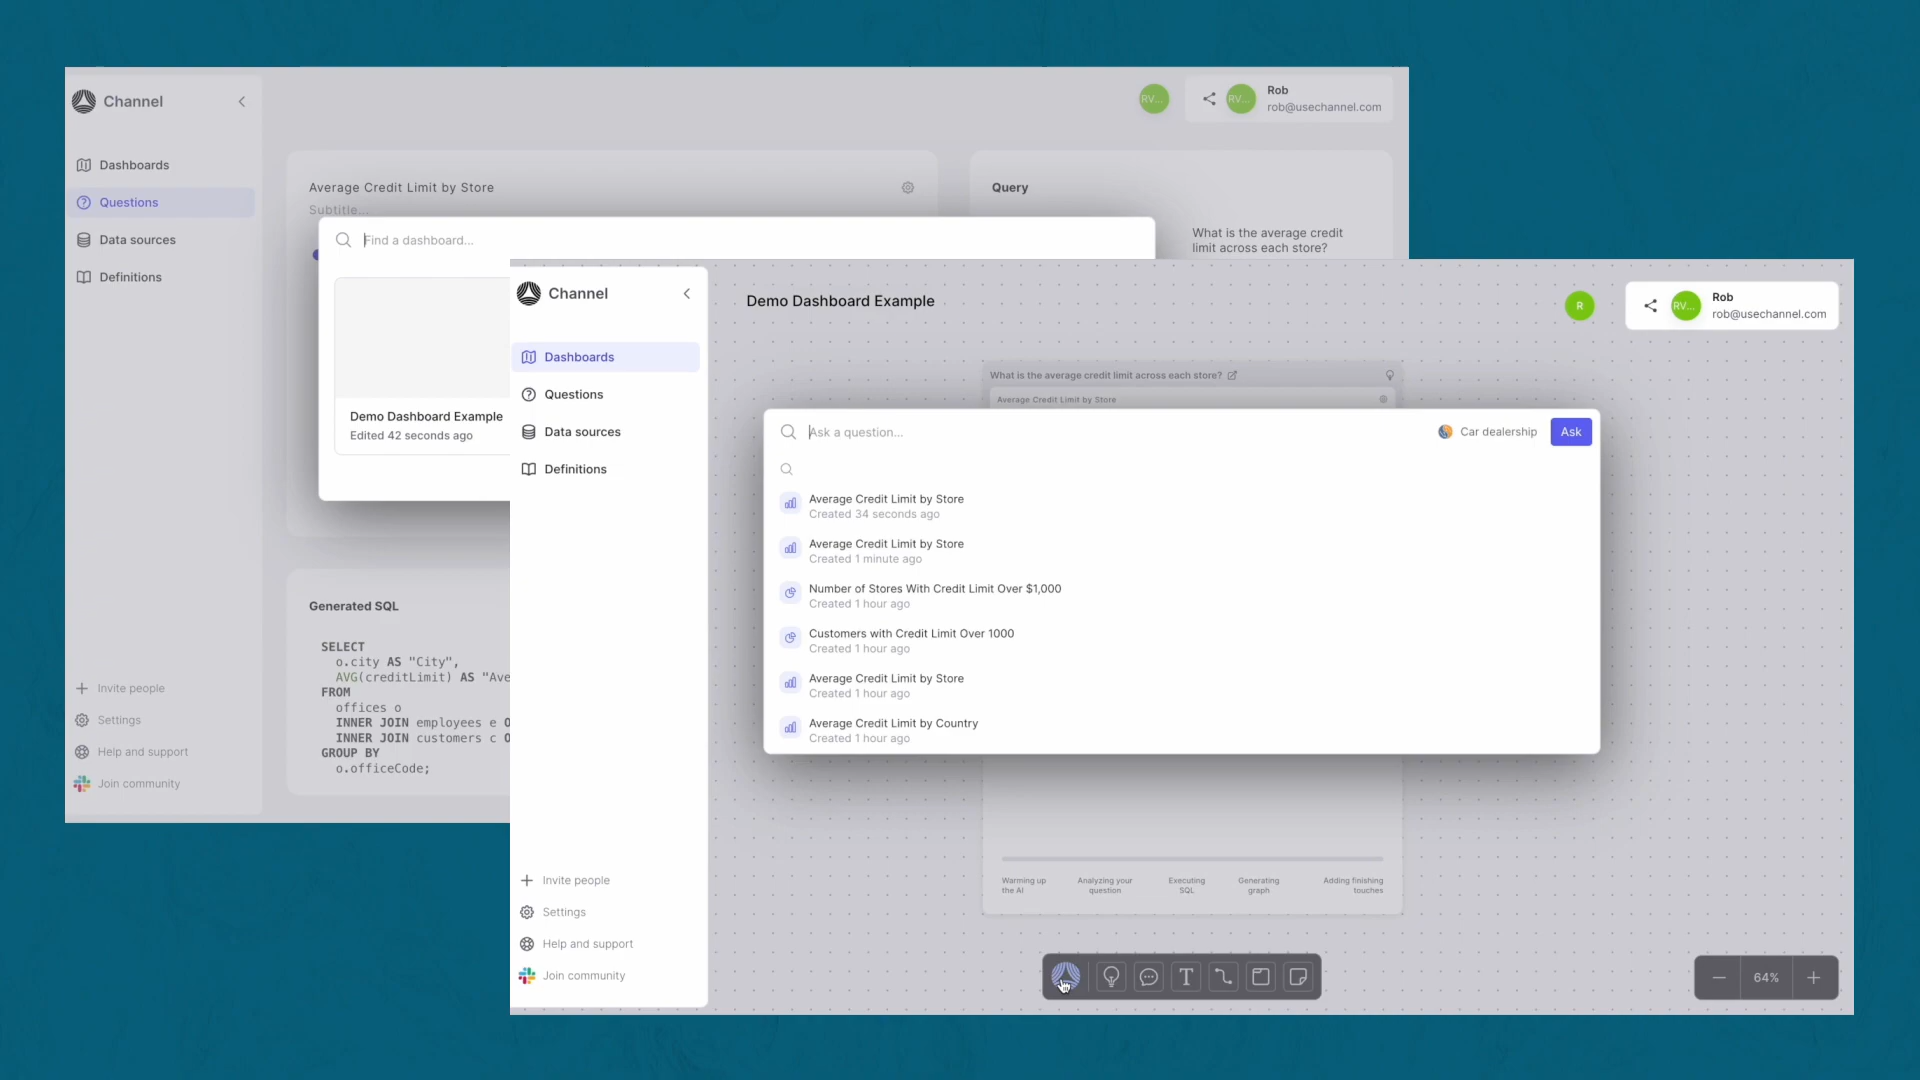 Channel
Dashboards
Questions
Data sources
Definitions
Invite people
Settings
Help and support
Join community
RV...
RV...
Rob
rob@usechannel.com
Average Credit Limit by Store
Subtitle...
Query
What is the average credit
limit across each store?
Find a dashboard...
Demo Dashboard Example
Edited 42 seconds ago
Generated SQL
SELECT
o.city AS "City",
AVG(creditLimit) AS "Ave
FROM
offices o
INNER JOIN employees e O
INNER JOIN customers c O
GROUP BY
o.officeCode;
Channel
Dashboards
Questions
Data sources
Definitions
Invite people
Settings
Help and support
Join community
Demo Dashboard Example
R
RV...
Rob
rob@usechannel.com
What is the average credit limit across each store?
Average Credit Limit by Store
Ask a question...
Car dealership
Ask
Average Credit Limit by Store
Created 34 seconds ago
Average Credit Limit by Store
Created 1 minute ago
Number of Stores With Credit Limit Over $1,000
Created 1 hour ago
Customers with Credit Limit Over 1000
Created 1 hour ago
Average Credit Limit by Store
Created 1 hour ago
Average Credit Limit by Country
Created 1 hour ago
Warming up
the AI
Analyzing your
question
Executing
SQL
Generating
graph
Adding finishing
touches
T
64%